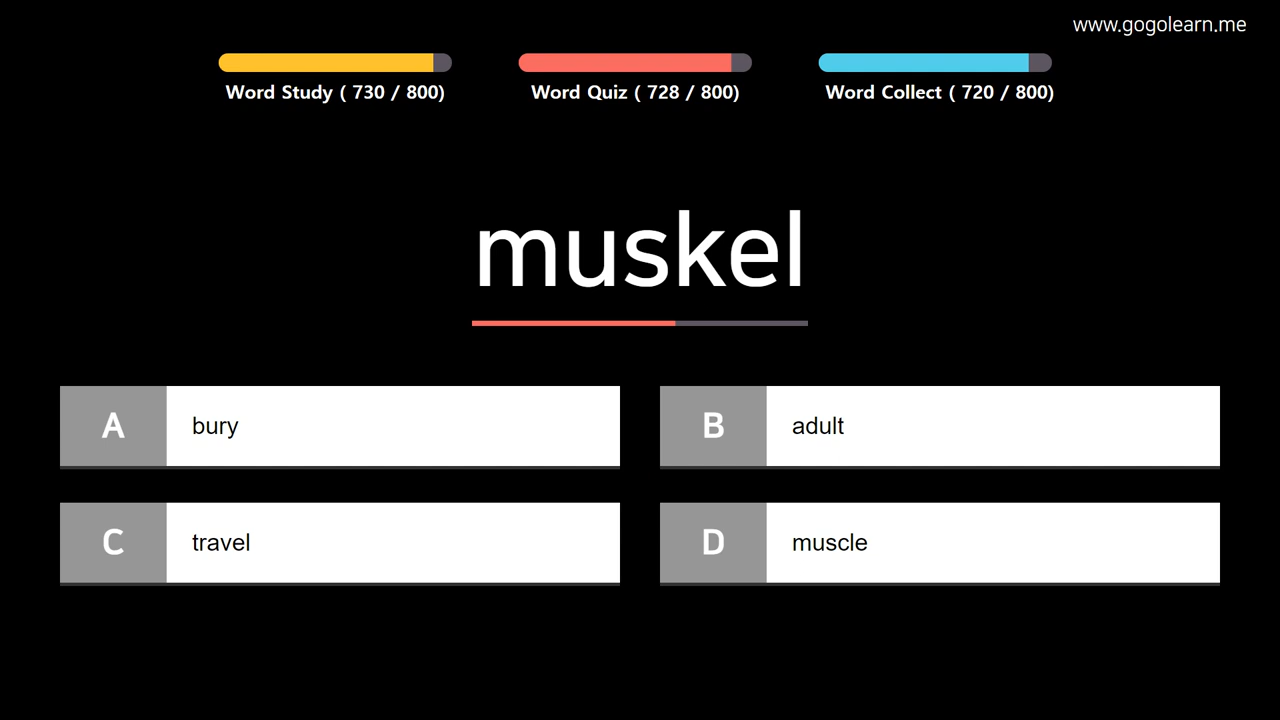 www.gogolearn.me
Word Study ( 730 / 800)
Word Quiz ( 728 / 800)
Word Collect ( 720 / 800)
muskel
A bury
B adult
C travel
D muscle